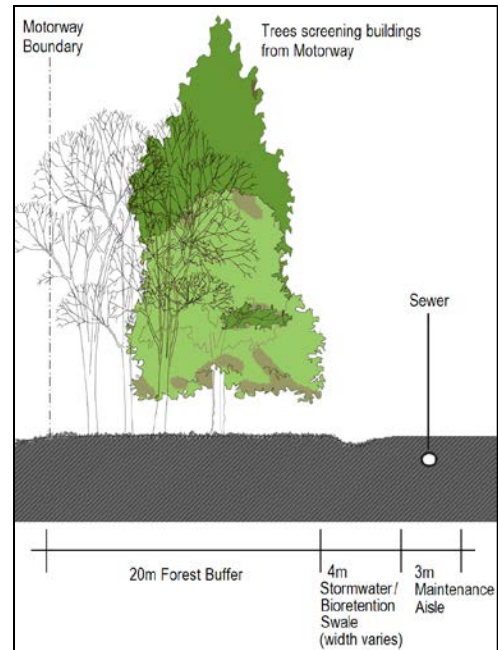 Motorway
Boundary
Trees screening buildings
from Motorway
Sewer
20m Forest Buffer
4m
Stormwater/
Bioretention
Swale
(width varies)
3m
Maintenance
Aisle